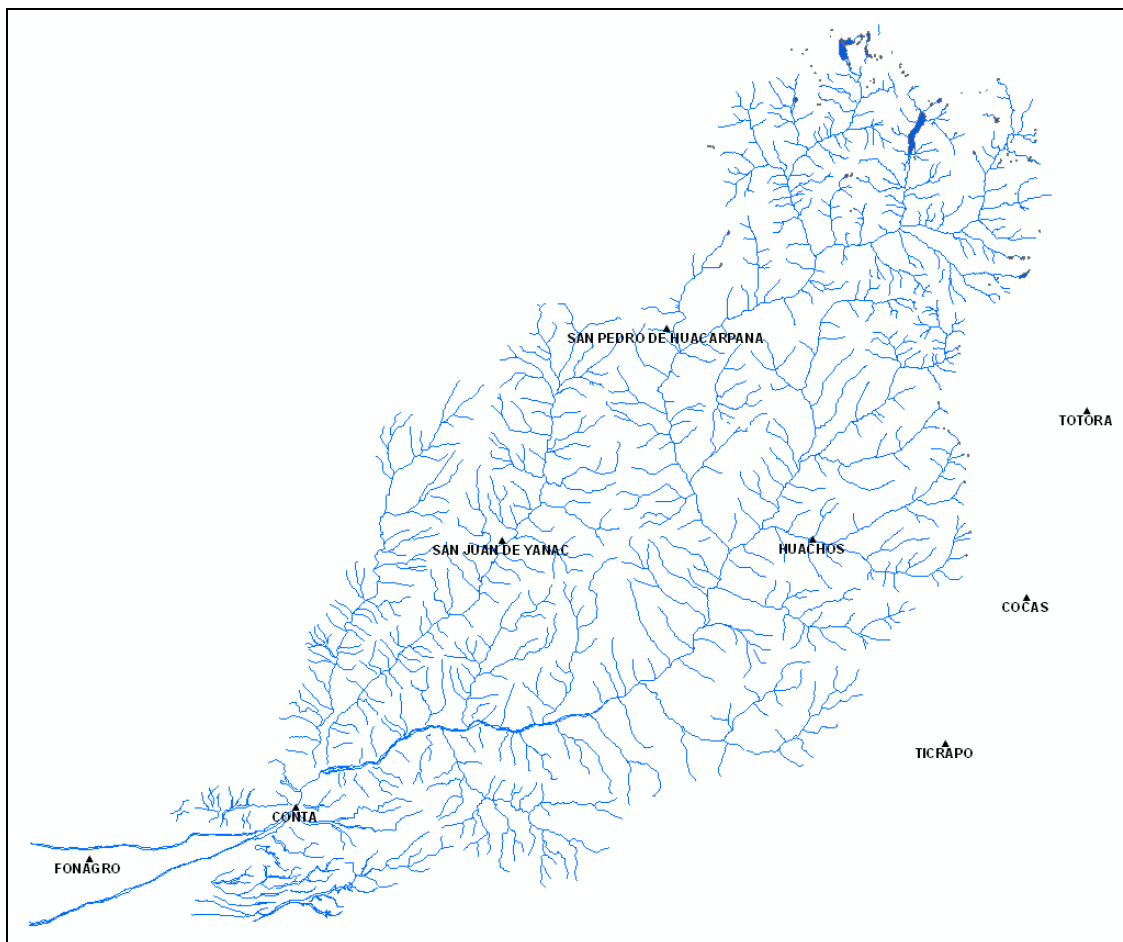 SAN PEDRO DE HUACARPANA
TOTORA
SAN JUAN DE YANAC
HUACHOS
COCAS
TICRAPO
CONTA
FONAGRO